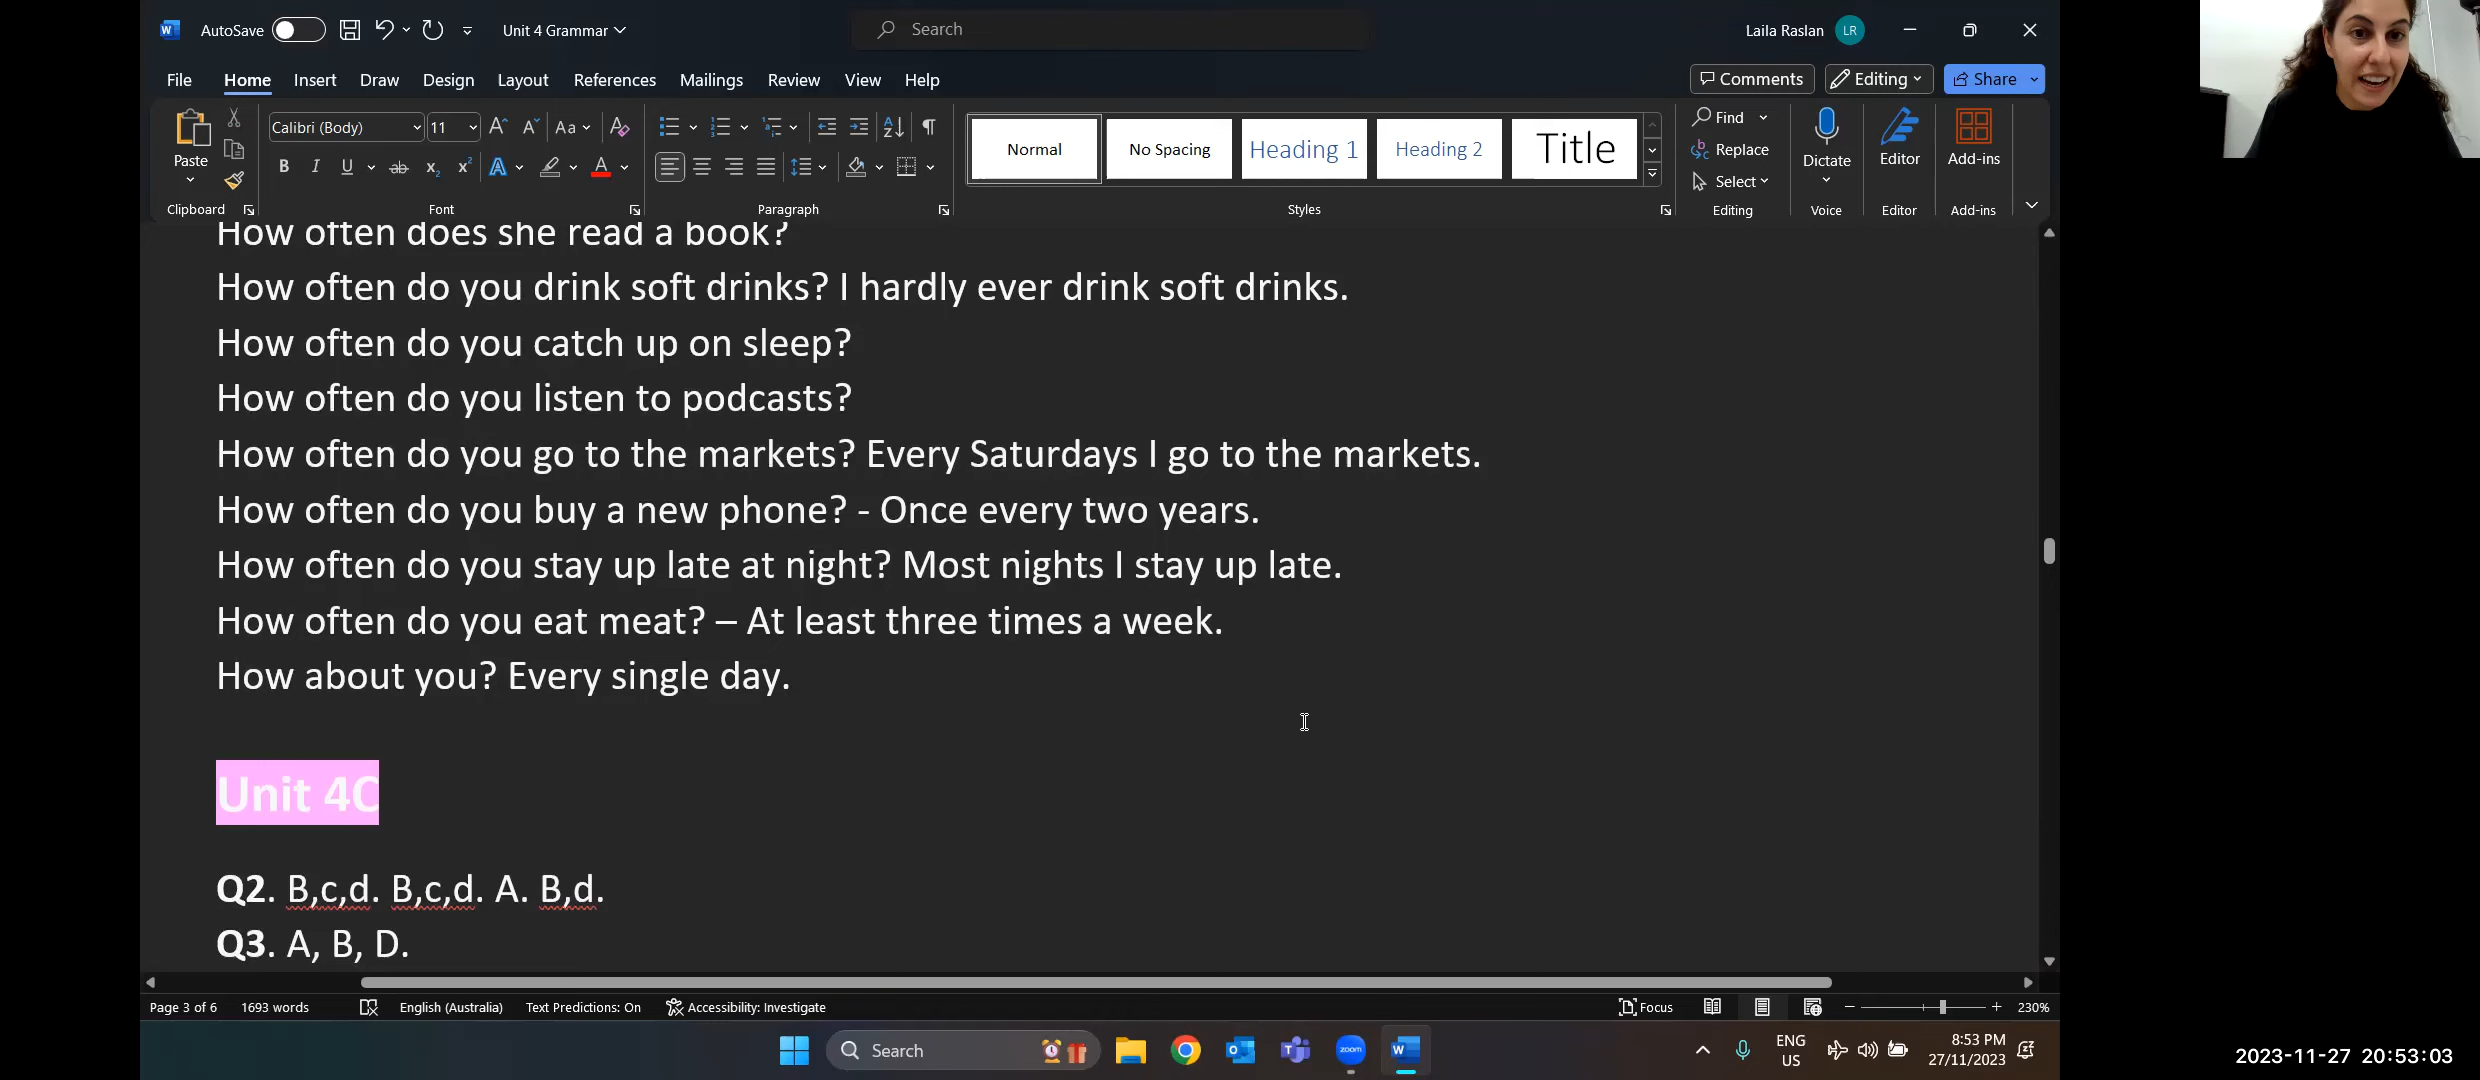 AutoSave
Unit 4 Grammar
Search
Laila Raslan
LR
File Home Insert Draw Design Layout References Mailings Review View Help
Comments Editing Share
Paste
Clipboard
Calibri (Body) 11
Font
Paragraph
Normal No Spacing Heading 1 Heading 2 Title
Styles
Find
Replace
Select
Editing
Dictate
Voice
Editor
Editor
Add-ins
Add-ins
How often does she read a book?
How often do you drink soft drinks? I hardly ever drink soft drinks.
How often do you catch up on sleep?
How often do you listen to podcasts?
How often do you go to the markets? Every Saturdays I go to the markets.
How often do you buy a new phone? - Once every two years.
How often do you stay up late at night? Most nights I stay up late.
How often do you eat meat? – At least three times a week.
How about you? Every single day.
Unit 4C
Q2. B,c,d. B,c,d. A. B,d.
Q3. A, B, D.
Page 3 of 6 1693 words English (Australia) Text Predictions: On Accessibility: Investigate Focus 230%
Search
zoom
ENG
US
8:53 PM
27/11/2023
2023-11-27 20:53:03